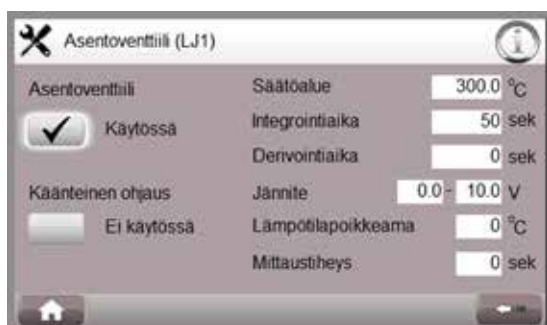 Asentoventtiili (LJ1)
Asentoventtiili
Käytössä
Käänteinen ohjaus
Ei käytössä
Säätöalue 300.0 °C
Integrointiaika 50 sek
Derivointiaika 0 sek
Jännite 0.0 - 10.0 V
Lämpötilapoikkeama 0 °C
Mittaustiheys 0 sek